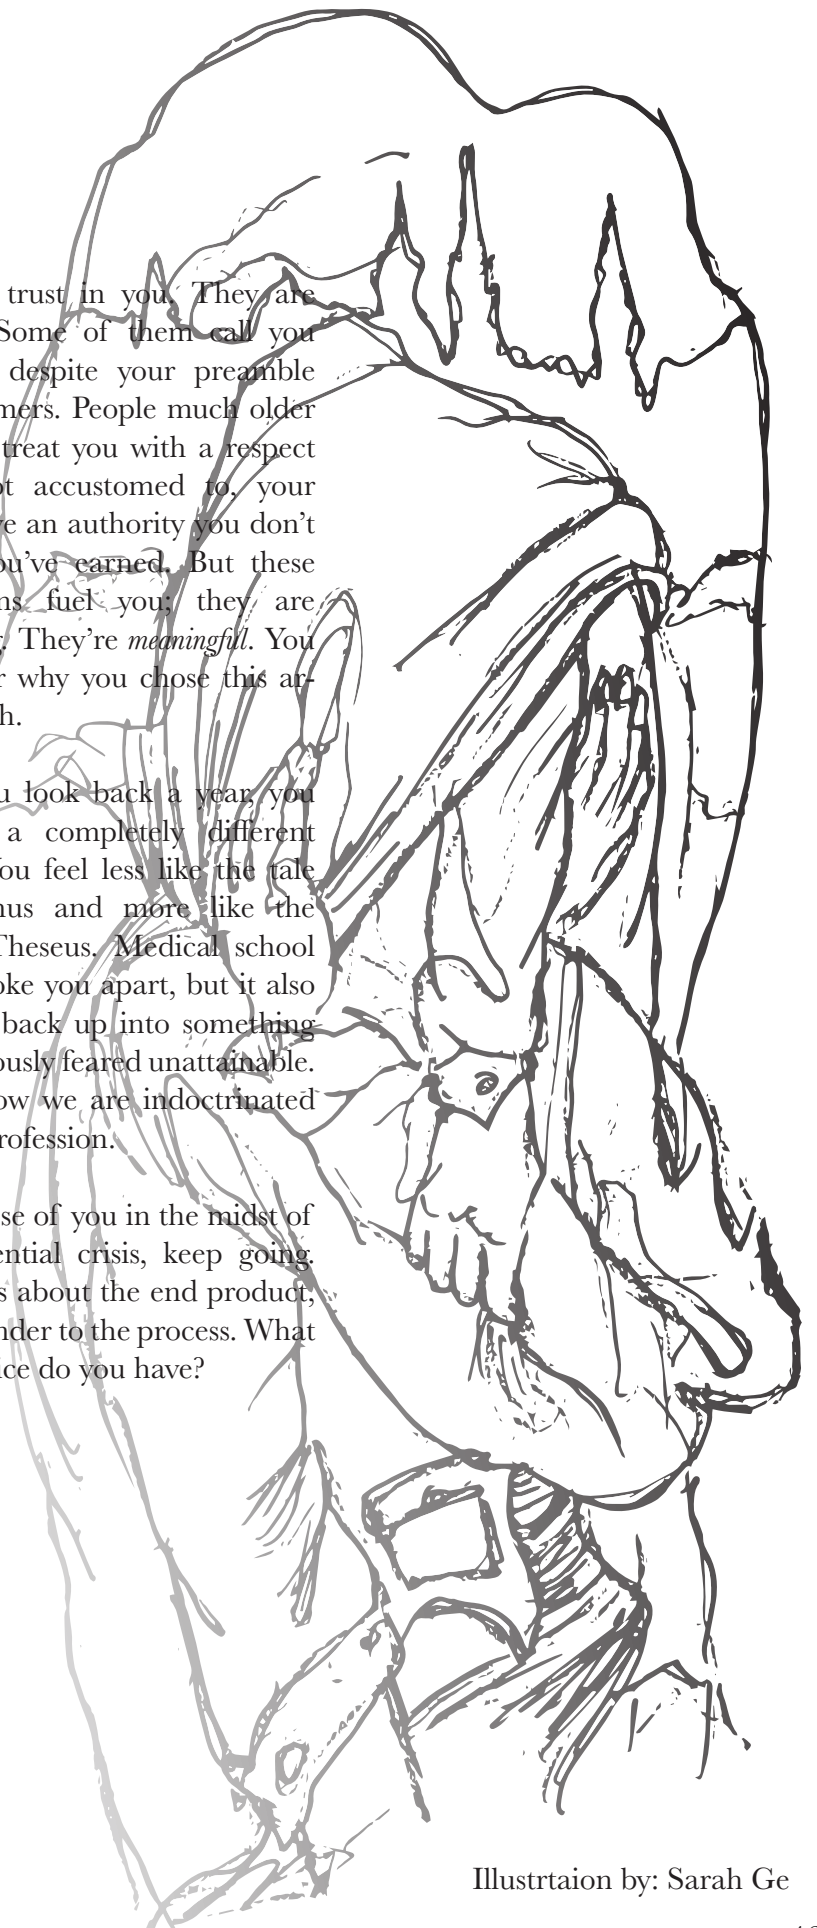 trust in you. They are
Some of them call you
despite your preamble
mers. People much older
treat you with a respect
ot accustomed to, your
ve an authority you don't
ou've earned. But these
ns fuel you; they are
g. They're meaningful. You
r why you chose this ar-
h.
u look back a year, you
a completely different
You feel less like the tale
hus and more like the
Theseus. Medical school
oke you apart, but it also
back up into something
ously feared unattainable.
ow we are indoctrinated
rofession.
se of you in the midst of
ential crisis, keep going.
s about the end product,
nder to the process. What
ice do you have?
Illustrtaion by: Sarah Ge